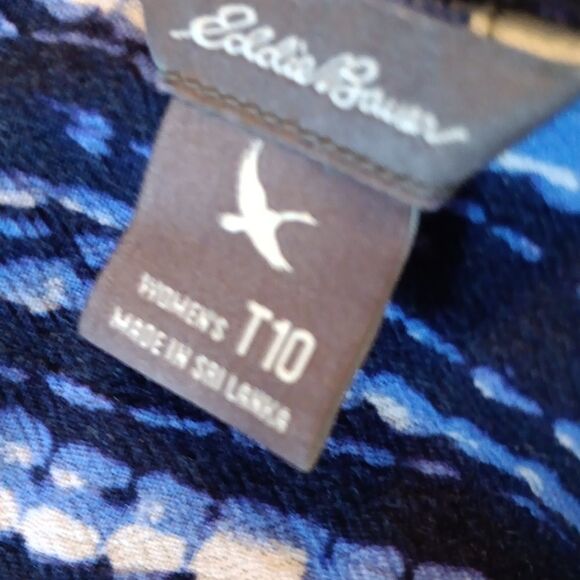 Eddie Bauer
WOMEN'S T10
MADE IN SRI LANKA